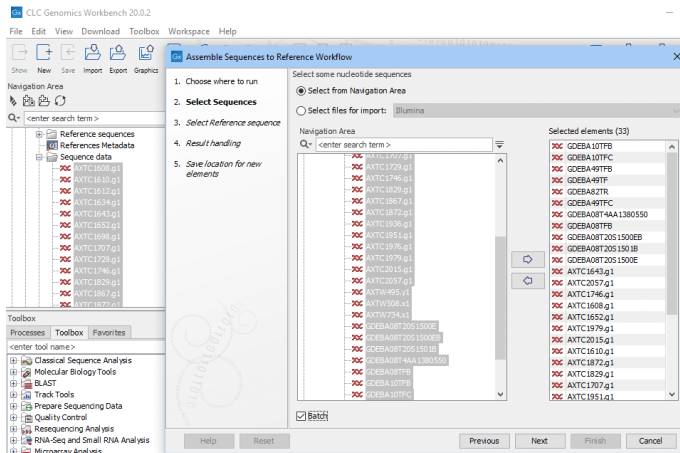 CLC Genomics Workbench 20.0.2
File Edit View Download Toolbox Workspace Help
Show New Save Import Export Graphics
Navigation Area
<enter search term>
Reference sequences
References Metadata
Sequence data
AXTC1608.g1
AXTC1610.g1
AXTC1612.g1
AXTC1634.g1
AXTC1643.g1
AXTC1652.g1
AXTC1698.g1
AXTC1707.g1
AXTC1729.g1
AXTC1746.g1
AXTC1829.g1
AXTC1867.g1
AXTC1872.g1
Toolbox
Processes Toolbox Favorites
<enter tool name>
Classical Sequence Analysis
Molecular Biology Tools
BLAST
Track Tools
Prepare Sequencing Data
Quality Control
Resequencing Analysis
RNA-Seq and Small RNA Analysis
Microarray Analysis
Gx Assemble Sequences to Reference Workflow
1. Choose where to run
2. Select Sequences
3. Select Reference sequence
4. Result handling
5. Save location for new
elements
Select some nucleotide sequences
Select from Navigation Area
Select files for import: Illumina
Navigation Area
<enter search term>
AXTC1707.g1
AXTC1729.g1
AXTC1746.g1
AXTC1829.g1
AXTC1867.g1
AXTC1872.g1
AXTC1936.g1
AXTC1951.g1
AXTC1976.g1
AXTC1979.g1
AXTC2015.g1
AXTC2057.g1
AXTW495.y1
AXTW508.x1
AXTW734.x1
GDEBA08T20S1500E
GDEBA08T20S1500EB
GDEBA08T20S1501B
GDEBA08T4AA1380550
GDEBA08TFB
GDEBA10TFB
GDEBA10TFC
Batch
Selected elements (33)
GDEBA10TFB
GDEBA10TFC
GDEBA49TFB
GDEBA49TF
GDEBA82TR
GDEBA49TFC
GDEBA08T4AA1380550
GDEBA08TFB
GDEBA08T20S1500EB
GDEBA08T20S1501B
GDEBA08T20S1500E
AXTC1643.g1
AXTC2057.g1
AXTC1746.g1
AXTC1608.g1
AXTC1652.g1
AXTC1979.g1
AXTC2015.g1
AXTC1610.g1
AXTC1872.g1
AXTC1829.g1
AXTC1707.g1
AXTC1951.g1
Help Reset Previous Next Finish Cancel